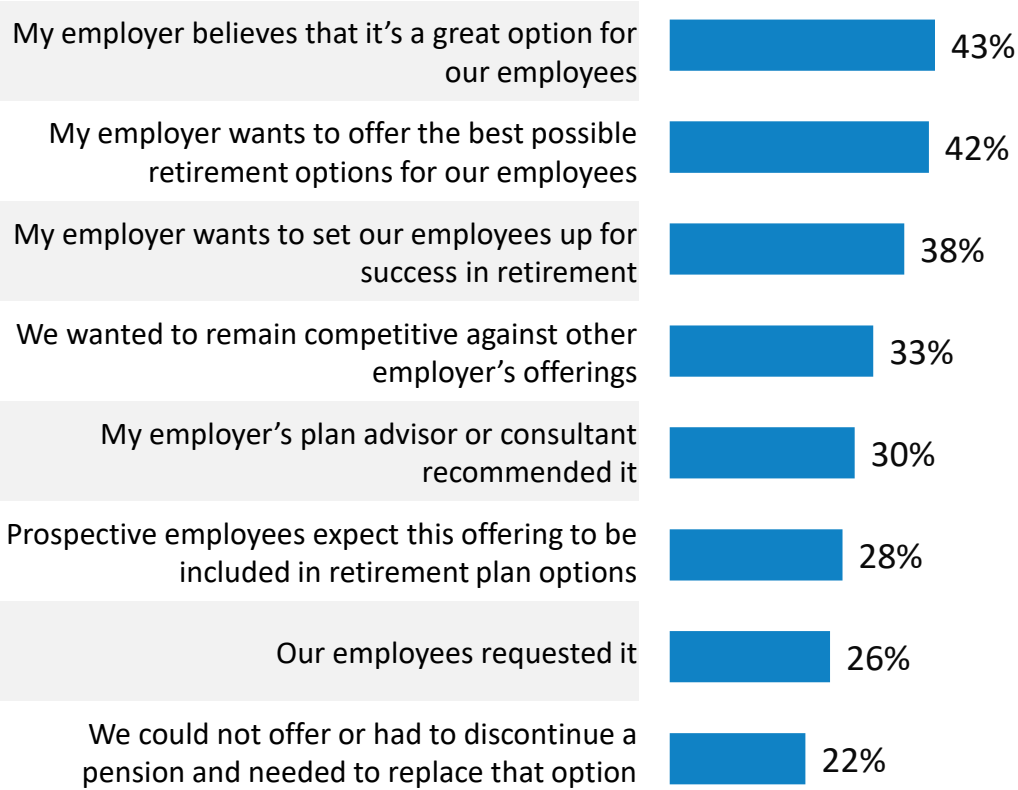 My employer believes that it’s a great option for
our employees
43%
My employer wants to offer the best possible
retirement options for our employees
42%
My employer wants to set our employees up for
success in retirement
38%
We wanted to remain competitive against other
employer’s offerings
33%
My employer’s plan advisor or consultant
recommended it
30%
Prospective employees expect this offering to be
included in retirement plan options
28%
Our employees requested it
26%
We could not offer or had to discontinue a
pension and needed to replace that option
22%